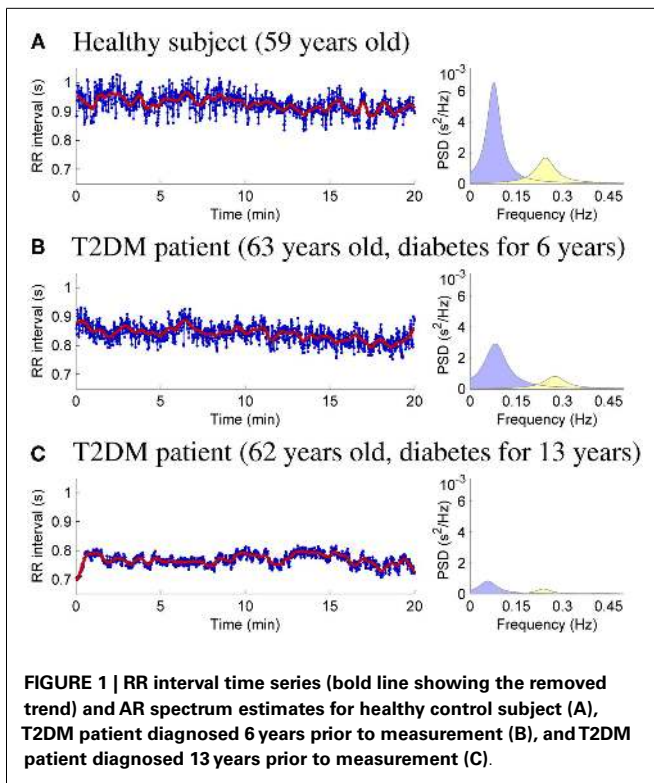 A Healthy subject (59 years old)
RR interval (s)
1
0.9
0.8
0.7
0 5 10 15 20
Time (min)
PSD (s²/Hz)
10⁻³
6
4
2
0
0 0.15 0.3 0.45
Frequency (Hz)
B T2DM patient (63 years old, diabetes for 6 years)
RR interval (s)
1
0.9
0.8
0.7
0 5 10 15 20
Time (min)
PSD (s²/Hz)
10⁻³
6
4
2
0
0 0.15 0.3 0.45
Frequency (Hz)
C T2DM patient (62 years old, diabetes for 13 years)
RR interval (s)
1
0.9
0.8
0.7
0 5 10 15 20
Time (min)
PSD (s²/Hz)
10⁻³
6
4
2
0
0 0.15 0.3 0.45
Frequency (Hz)
FIGURE 1 | RR interval time series (bold line showing the removed
trend) and AR spectrum estimates for healthy control subject (A),
T2DM patient diagnosed 6 years prior to measurement (B), and T2DM
patient diagnosed 13 years prior to measurement (C).